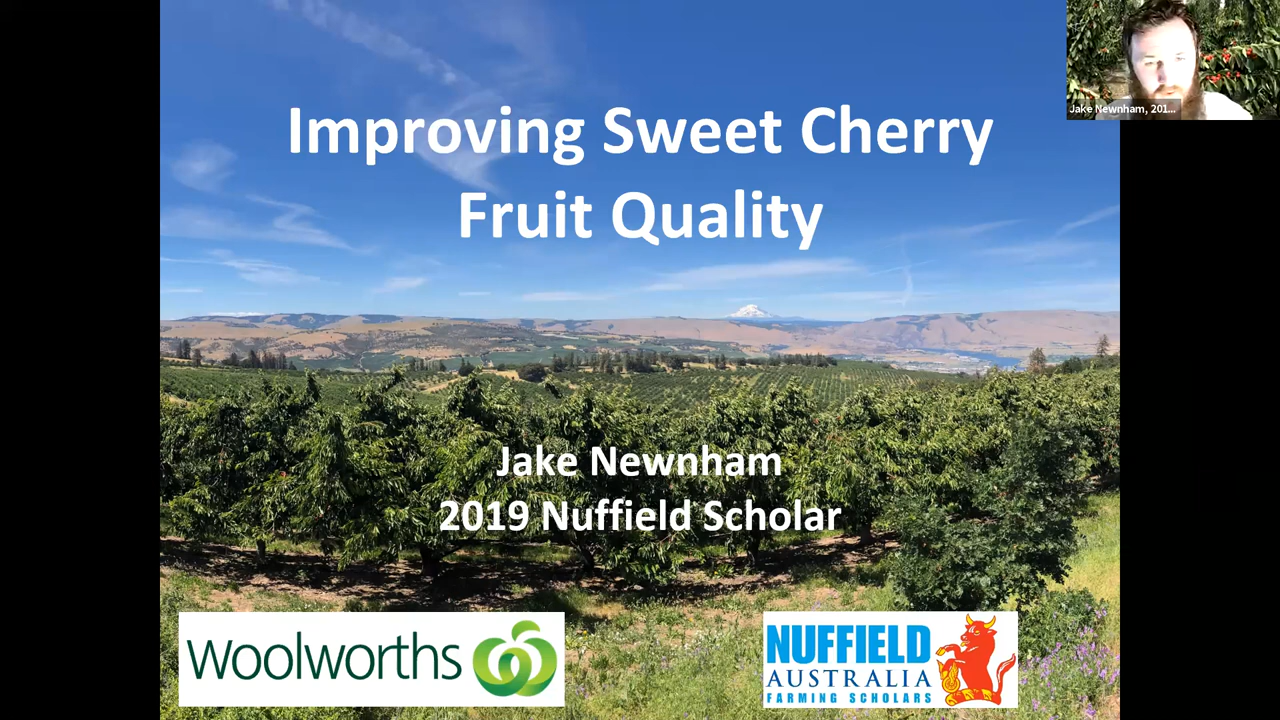 Improving Sweet Cherry
Fruit Quality
Jake Newnham, 201...
Jake Newnham
2019 Nuffield Scholar
Woolworths
NUFFIELD
AUSTRALIA
FARMING SCHOLARS